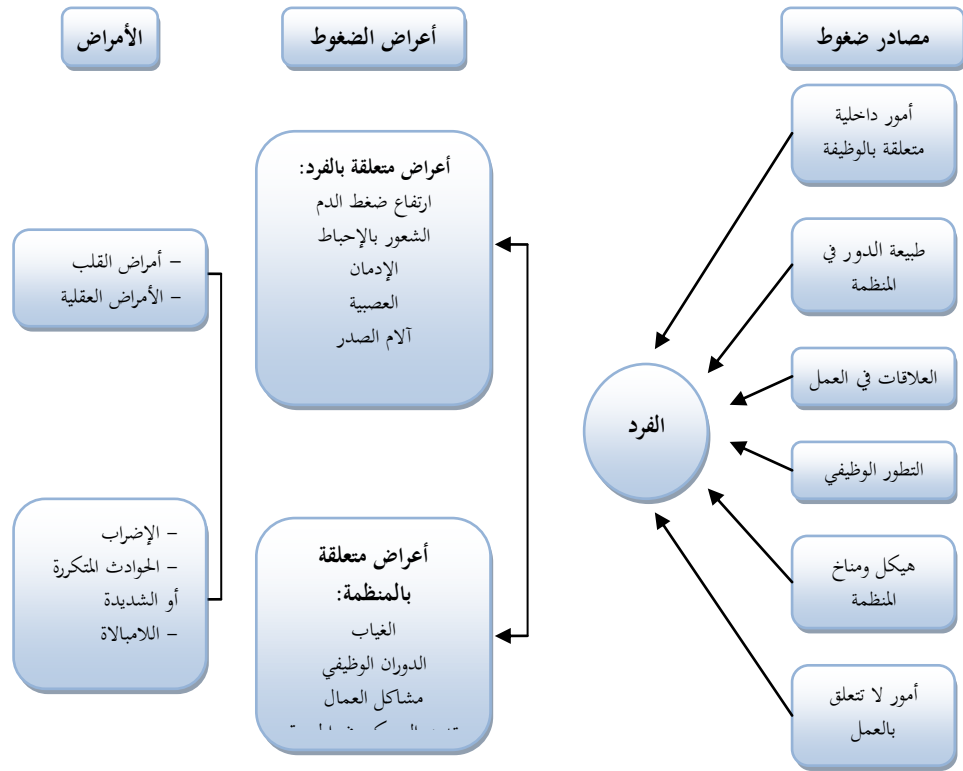 مصادر ضغوط
أعراض الضغوط
الأمراض
أمور داخلية
متعلقة بالوظيفة
طبيعة الدور في
المنظمة
العلاقات في العمل
التطور الوظيفي
هيكل ومناخ
المنظمة
أمور لا تتعلق
بالعمل
الفرد
أعراض متعلقة بالفرد:
ارتفاع ضغط الدم
الشعور بالإحباط
الإدمان
العصبية
آلام الصدر
أعراض متعلقة
بالمنظمة:
الغياب
الدوران الوظيفي
مشاكل العمال
– أمراض القلب
– الأمراض العقلية
– الإضراب
– الحوادث المتكررة
أو الشديدة
– اللامبالاة